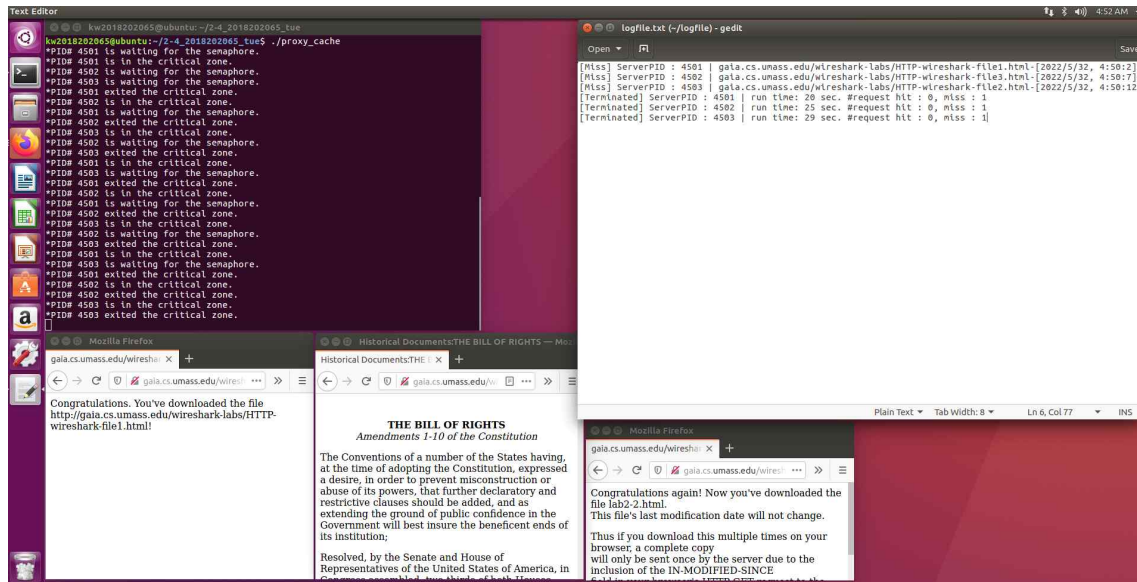 Text Editor
4:52 AM
kw2018202065@ubuntu: ~/2-4_2018202065_tue
kw2018202065@ubuntu:~/2-4_2018202065_tue$ ./proxy_cache
*PID# 4501 is waiting for the semaphore.
*PID# 4501 is in the critical zone.
*PID# 4502 is waiting for the semaphore.
*PID# 4503 is waiting for the semaphore.
*PID# 4501 exited the critical zone.
*PID# 4502 is in the critical zone.
*PID# 4501 is waiting for the semaphore.
*PID# 4502 exited the critical zone.
*PID# 4503 is in the critical zone.
*PID# 4502 is waiting for the semaphore.
*PID# 4503 exited the critical zone.
*PID# 4501 is in the critical zone.
*PID# 4503 is waiting for the semaphore.
*PID# 4501 exited the critical zone.
*PID# 4502 is in the critical zone.
*PID# 4501 is waiting for the semaphore.
*PID# 4502 exited the critical zone.
*PID# 4503 is in the critical zone.
*PID# 4502 is waiting for the semaphore.
*PID# 4503 exited the critical zone.
*PID# 4501 is in the critical zone.
*PID# 4503 is waiting for the semaphore.
*PID# 4501 exited the critical zone.
*PID# 4502 is in the critical zone.
*PID# 4502 exited the critical zone.
*PID# 4503 is in the critical zone.
*PID# 4503 exited the critical zone.
logfile.txt (~/logfile) - gedit
Open
Save
[Miss] ServerPID : 4501 | gaia.cs.umass.edu/wireshark-labs/HTTP-wireshark-file1.html-[2022/5/32, 4:50:2]
[Miss] ServerPID : 4502 | gaia.cs.umass.edu/wireshark-labs/HTTP-wireshark-file3.html-[2022/5/32, 4:50:7]
[Miss] ServerPID : 4503 | gaia.cs.umass.edu/wireshark-labs/HTTP-wireshark-file2.html-[2022/5/32, 4:50:12
[Terminated] ServerPID : 4501 | run time: 20 sec. #request hit : 0, miss : 1
[Terminated] ServerPID : 4502 | run time: 25 sec. #request hit : 0, miss : 1
[Terminated] ServerPID : 4503 | run time: 29 sec. #request hit : 0, miss : 1
Plain Text Tab Width: 8 Ln 6, Col 77 INS
Mozilla Firefox
gaia.cs.umass.edu/wireshar
gaia.cs.umass.edu/wiresh
Congratulations. You've downloaded the file
http://gaia.cs.umass.edu/wireshark-labs/HTTP-
wireshark-file1.html!
Historical Documents:THE BILL OF RIGHTS — Moz
Historical Documents:THE
gaia.cs.umass.edu/w
THE BILL OF RIGHTS
Amendments 1-10 of the Constitution
The Conventions of a number of the States having,
at the time of adopting the Constitution, expressed
a desire, in order to prevent misconstruction or
abuse of its powers, that further declaratory and
restrictive clauses should be added, and as
extending the ground of public confidence in the
Government will best insure the beneficent ends of
its institution;
Resolved, by the Senate and House of
Representatives of the United States of America, in
Congress assembled, two-thirds of both Houses
Mozilla Firefox
gaia.cs.umass.edu/wireshar
gaia.cs.umass.edu/wiresh
Congratulations again! Now you've downloaded the
file lab2-2.html.
This file's last modification date will not change.
Thus if you download this multiple times on your
browser, a complete copy
will only be sent once by the server due to the
inclusion of the IN-MODIFIED-SINCE
field in your browser's HTTP GET request to the